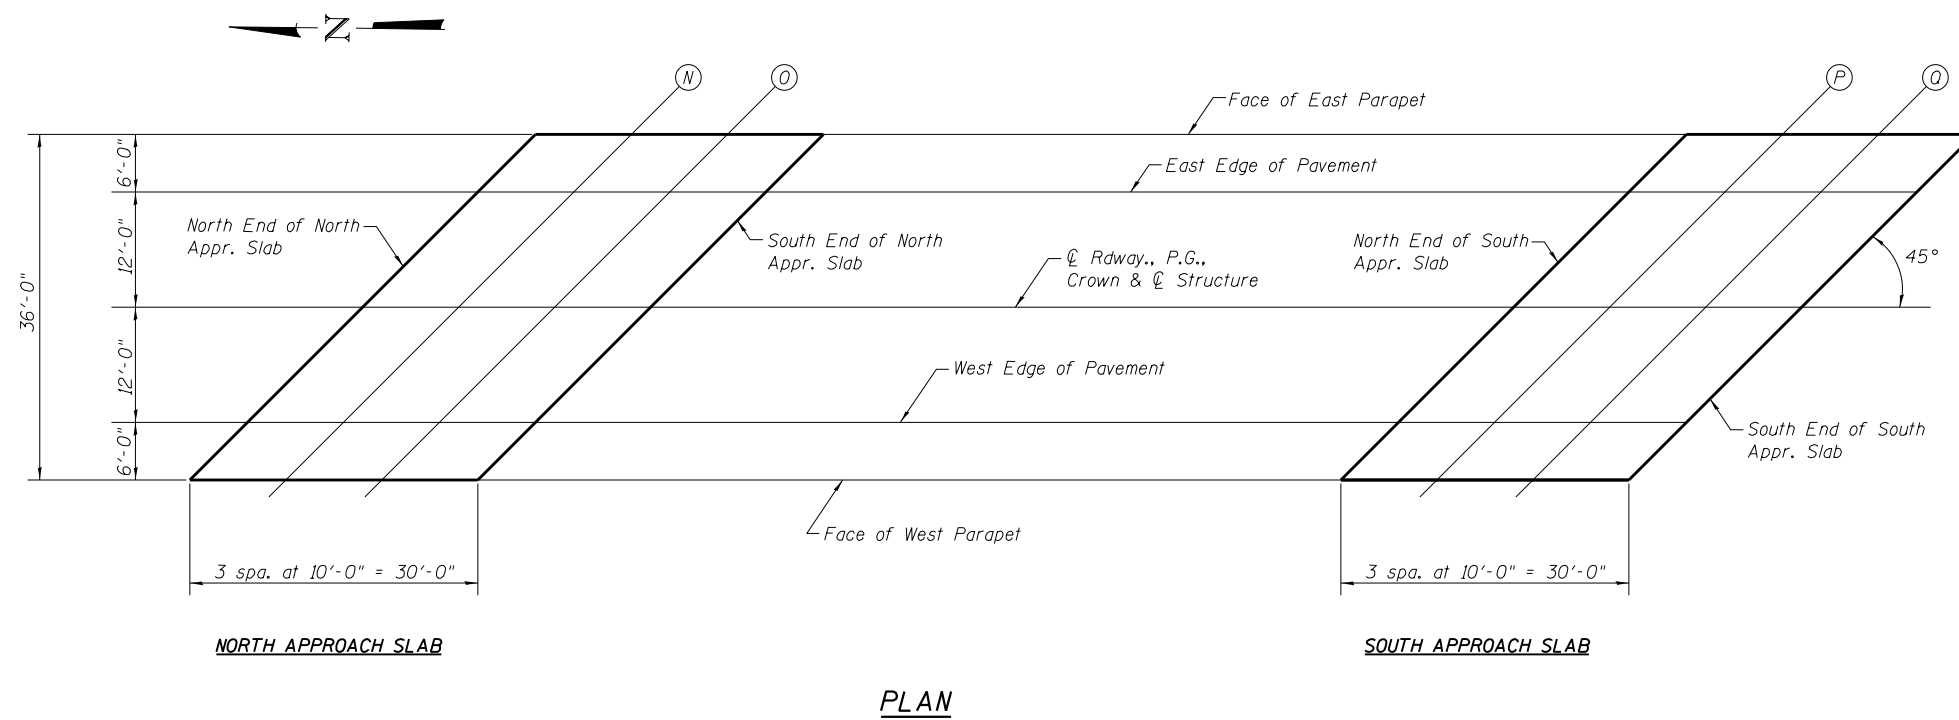 N
N
O
P
Q
Face of East Parapet
East Edge of Pavement
6'-0"
12'-0"
36'-0"
12'-0"
6'-0"
North End of North
Appr. Slab
South End of North
Appr. Slab
℄ Rdway., P.G.,
Crown & ℄ Structure
North End of South
Appr. Slab
45°
West Edge of Pavement
South End of South
Appr. Slab
Face of West Parapet
3 spa. at 10'-0" = 30'-0"
3 spa. at 10'-0" = 30'-0"
NORTH APPROACH SLAB
SOUTH APPROACH SLAB
PLAN